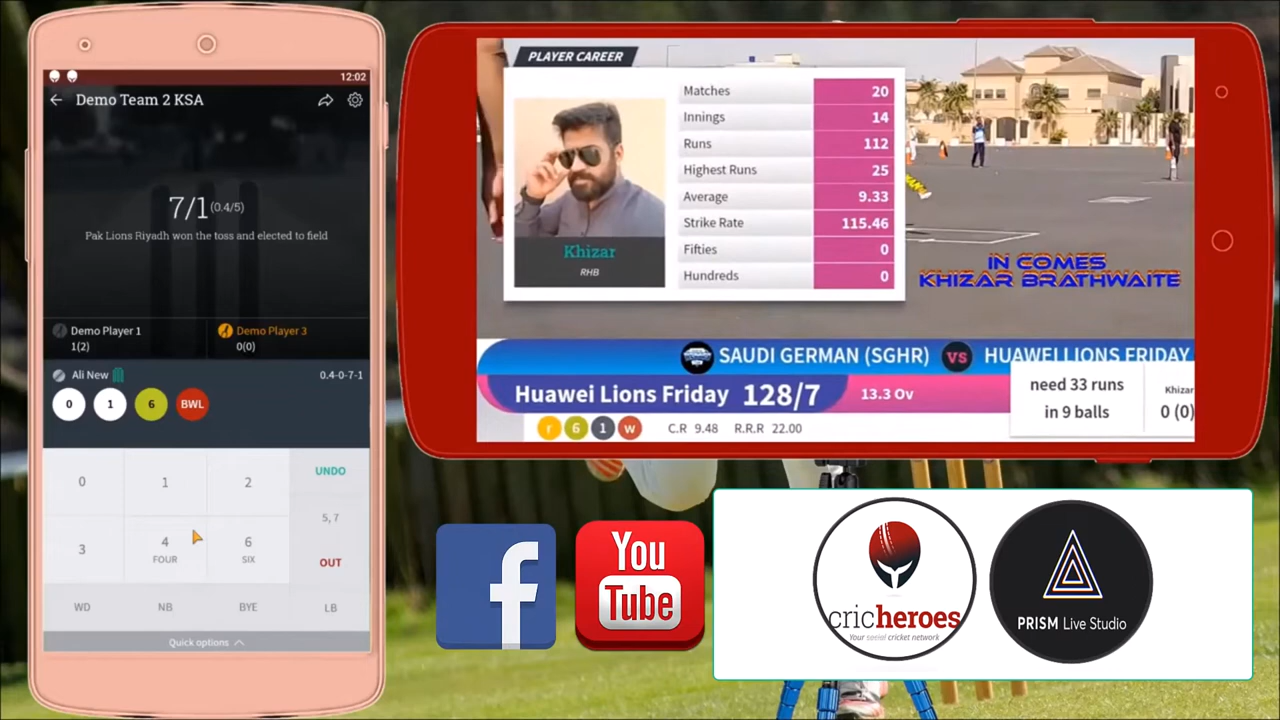 12:02
Demo Team 2 KSA
7/1 (0.4/5)
Pak Lions Riyadh won the toss and elected to field
Demo Player 1
1(2)
Demo Player 3
0(0)
Ali New
0.4-0-7-1
0 1 6 BWL
0 1 2 UNDO
5, 7
3 4 6
FOUR SIX OUT
WD NB BYE LB
Quick options
PLAYER CAREER
Khizar
RHB
Matches 20
Innings 14
Runs 112
Highest Runs 25
Average 9.33
Strike Rate 115.46
Fifties 0
Hundreds 0
IN COMES
KHIZAR BRATHWAITE
SAUDI GERMAN (SGHR) VS HUAWEI LIONS FRIDAY
Huawei Lions Friday 128/7 13.3 Ov
need 33 runs
in 9 balls
Khizar
0 (0)
r 6 1 w C.R 9.48 R.R.R 22.00
f
You
Tube
cricheroes
Your social cricket network
PRISM Live Studio